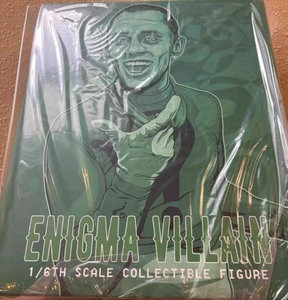 ENIGMA VILLAIN
1/6TH SCALE COLLECTIBLE FIGURE